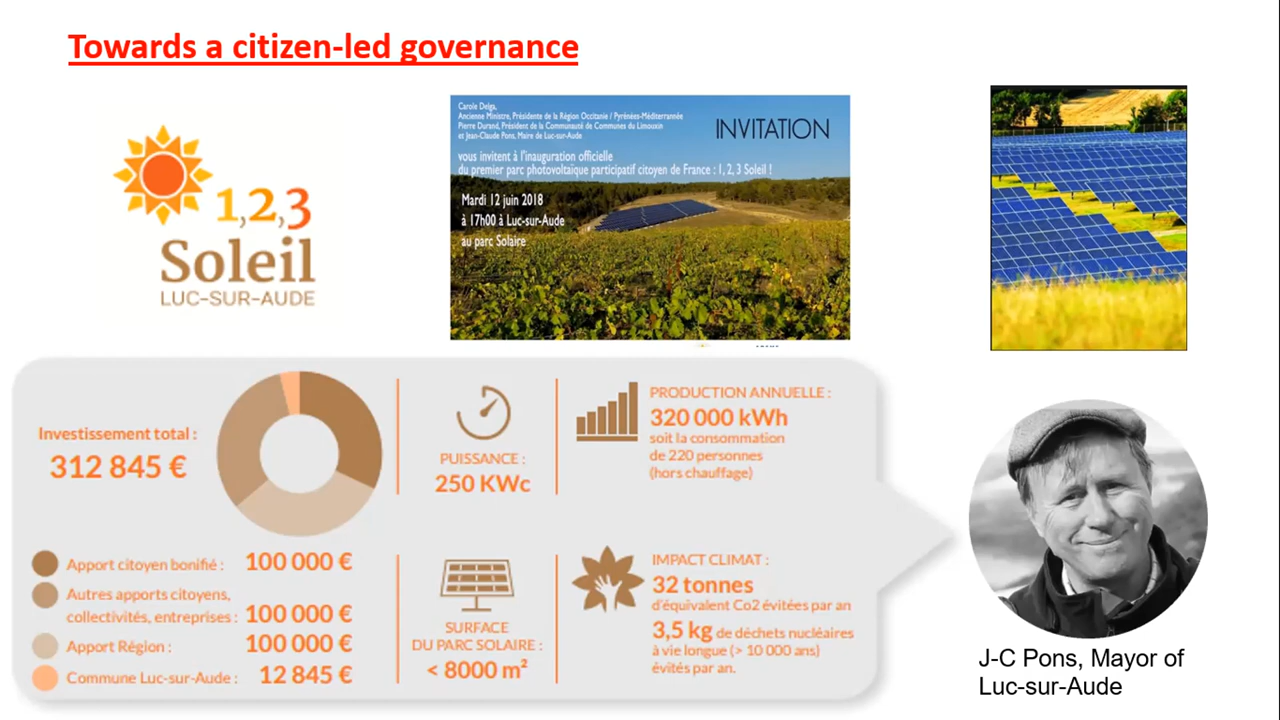 Towards a citizen-led governance
1,2,3
Soleil
LUC-SUR-AUDE
Carole Delga,
Ancienne Ministre, Présidente de la Région Occitanie / Pyrénées-Méditerrannée
Pierre Durand, Président de la Communauté de Communes du Limouxin
et Jean-Claude Pons, Maire de Luc-sur-Aude
INVITATION
vous invitent à l'inauguration officielle
du premier parc photovoltaïque participatif citoyen de France : 1, 2, 3 Soleil !
Mardi 12 juin 2018
à 17h00 à Luc-sur-Aude
au parc Solaire
Investissement total :
312 845 €
Apport citoyen bonifié : 100 000 €
Autres apports citoyens,
collectivités, entreprises : 100 000 €
Apport Région : 100 000 €
Commune Luc-sur-Aude : 12 845 €
PUISSANCE :
250 KWc
SURFACE
DU PARC SOLAIRE :
< 8000 m²
PRODUCTION ANNUELLE :
320 000 kWh
soit la consommation
de 220 personnes
(hors chauffage)
IMPACT CLIMAT :
32 tonnes
d'équivalent Co2 évitées par an
3,5 kg de déchets nucléaires
à vie longue (> 10 000 ans)
évités par an.
J-C Pons, Mayor of
Luc-sur-Aude